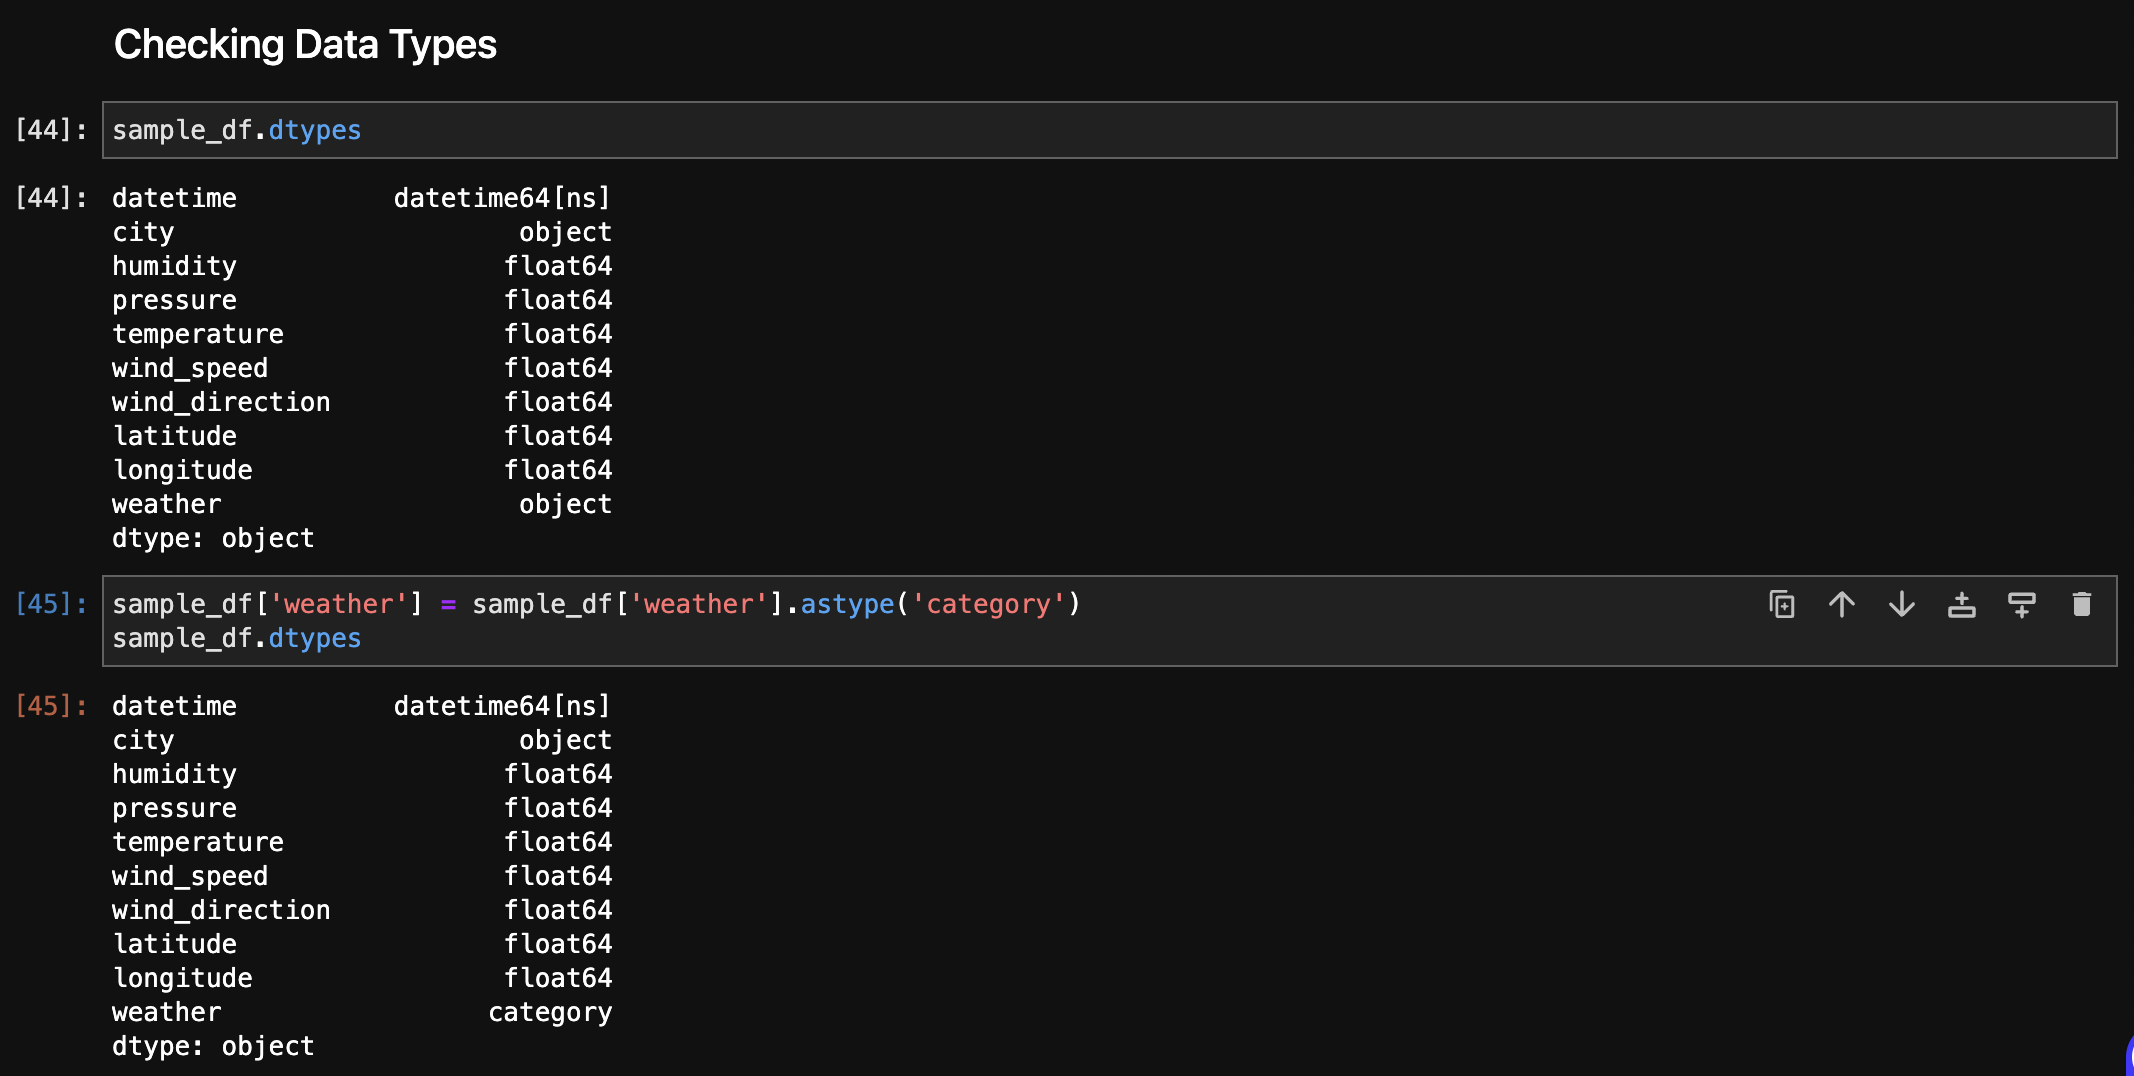 Checking Data Types
[44]: sample_df.dtypes
[44]: datetime          datetime64[ns]
city                      object
humidity                 float64
pressure                 float64
temperature              float64
wind_speed               float64
wind_direction           float64
latitude                 float64
longitude                float64
weather                   object
dtype: object
[45]: sample_df['weather'] = sample_df['weather'].astype('category')
sample_df.dtypes
[45]: datetime          datetime64[ns]
city                      object
humidity                 float64
pressure                 float64
temperature              float64
wind_speed               float64
wind_direction           float64
latitude                 float64
longitude                float64
weather                 category
dtype: object